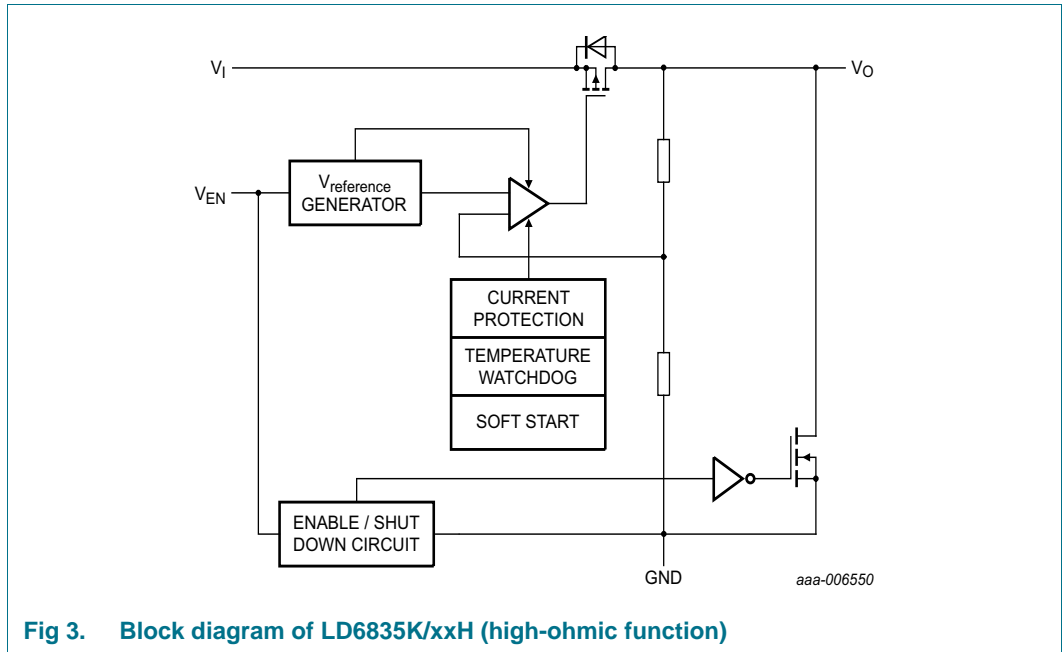 VI
VO
VEN
Vreference
GENERATOR
CURRENT
PROTECTION
TEMPERATURE
WATCHDOG
SOFT START
ENABLE / SHUT
DOWN CIRCUIT
GND
aaa-006550
Fig 3. Block diagram of LD6835K/xxH (high-ohmic function)